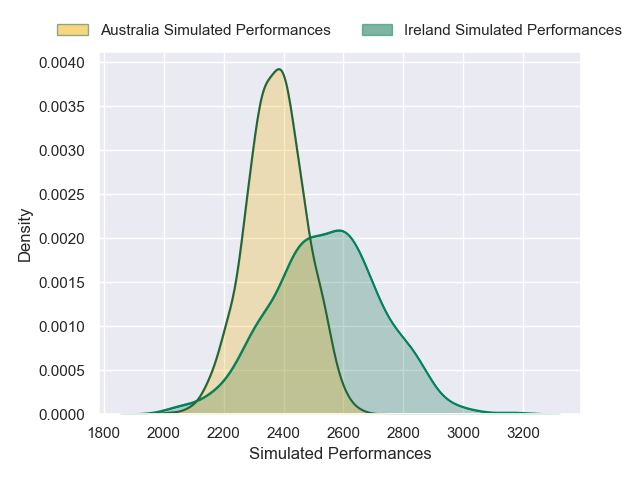 Australia Simulated Performances Ireland Simulated Performances
0.0040
0.0035
0.0030
0.0025
0.0020
0.0015
0.0010
0.0005
0.0000
Density
1800 2000 2200 2400 2600 2800 3000 3200
Simulated Performances